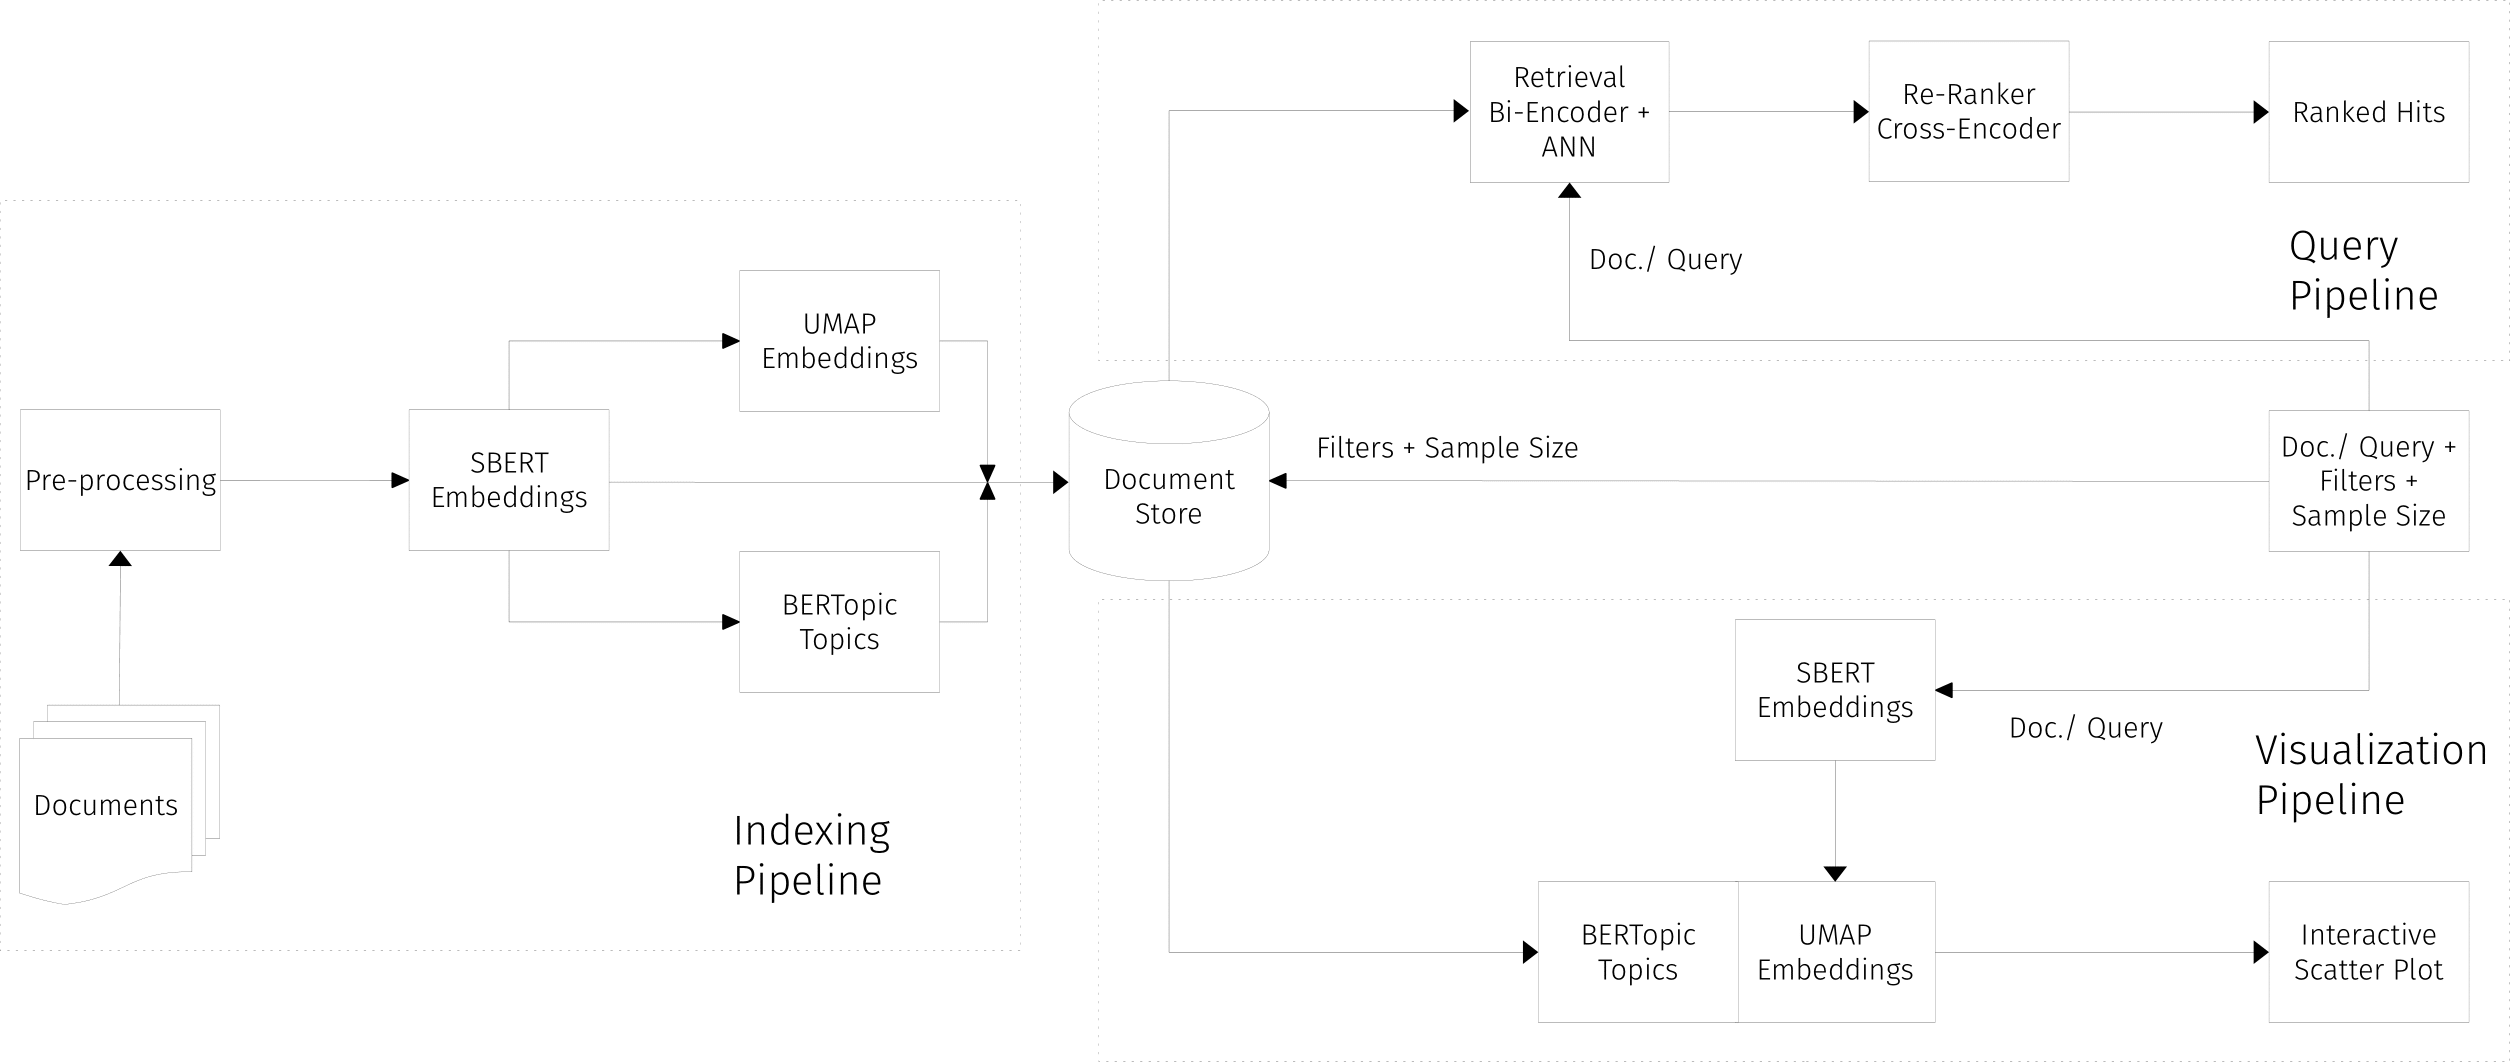 Retrieval
Bi-Encoder +
ANN
Re-Ranker
Cross-Encoder
Ranked Hits
Doc./ Query
Query
Pipeline
UMAP
Embeddings
Pre-processing
SBERT
Embeddings
BERTopic
Topics
Documents
Indexing
Pipeline
Document
Store
Filters + Sample Size
Doc./ Query +
Filters +
Sample Size
SBERT
Embeddings
Doc./ Query
Visualization
Pipeline
BERTopic
Topics
UMAP
Embeddings
Interactive
Scatter Plot